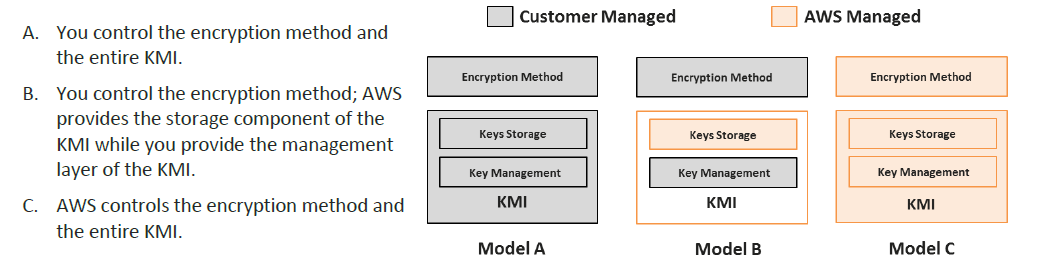 A. You control the encryption method and
the entire KMI.
B. You control the encryption method; AWS
provides the storage component of the
KMI while you provide the management
layer of the KMI.
C. AWS controls the encryption method and
the entire KMI.
Customer Managed
AWS Managed
Encryption Method
Keys Storage
Key Management
KMI
Model A
Encryption Method
Keys Storage
Key Management
KMI
Model B
Encryption Method
Keys Storage
Key Management
KMI
Model C